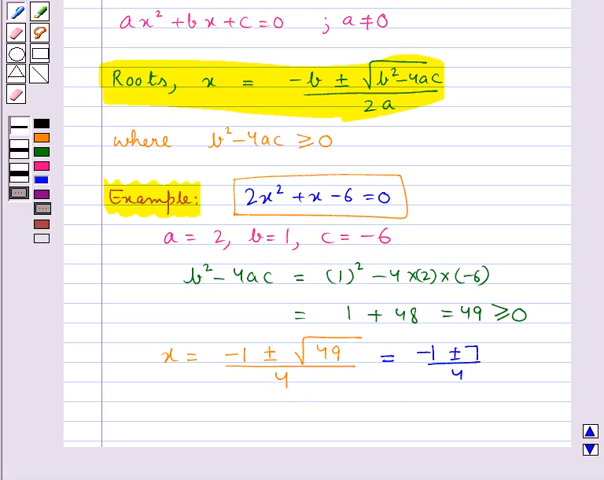 ax² + bx + c = 0 ; a ≠ 0
Roots, x = -b ± √(b² - 4ac) / 2a
where b² - 4ac ≥ 0
Example: 2x² + x - 6 = 0
a = 2, b = 1, c = -6
b² - 4ac = (1)² - 4×(2)×(-6)
= 1 + 48 = 49 ≥ 0
x = -1 ± √49 / 4 = -1 ± 7 / 4